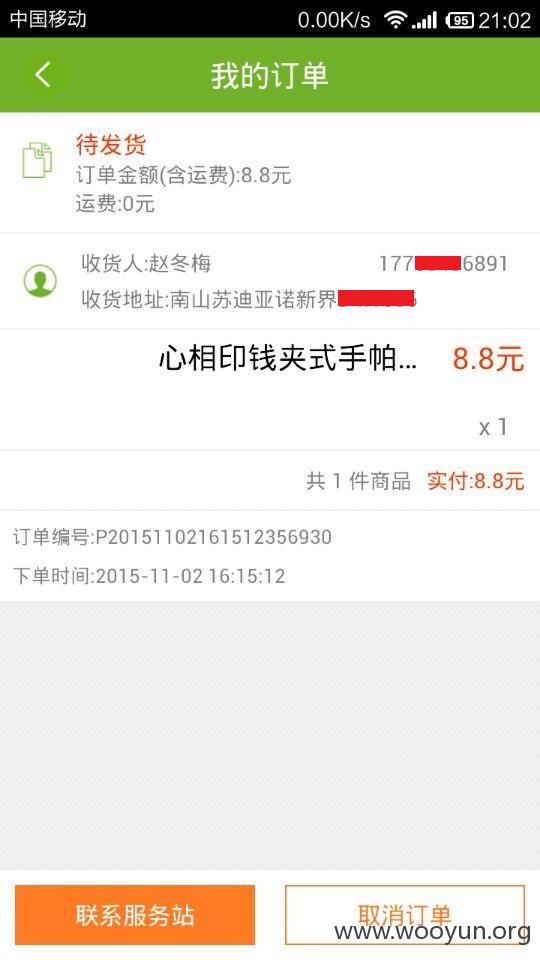 中国移动 0.00K/s 95 21:02
我的订单
待发货
订单金额(含运费):8.8元
运费:0元
收货人:赵冬梅 177 6891
收货地址:南山苏迪亚诺新界
心相印钱夹式手帕... 8.8元
x 1
共 1 件商品 实付:8.8元
订单编号:P20151102161512356930
下单时间:2015-11-02 16:15:12
联系服务站 取消订单
www.wooyun.org